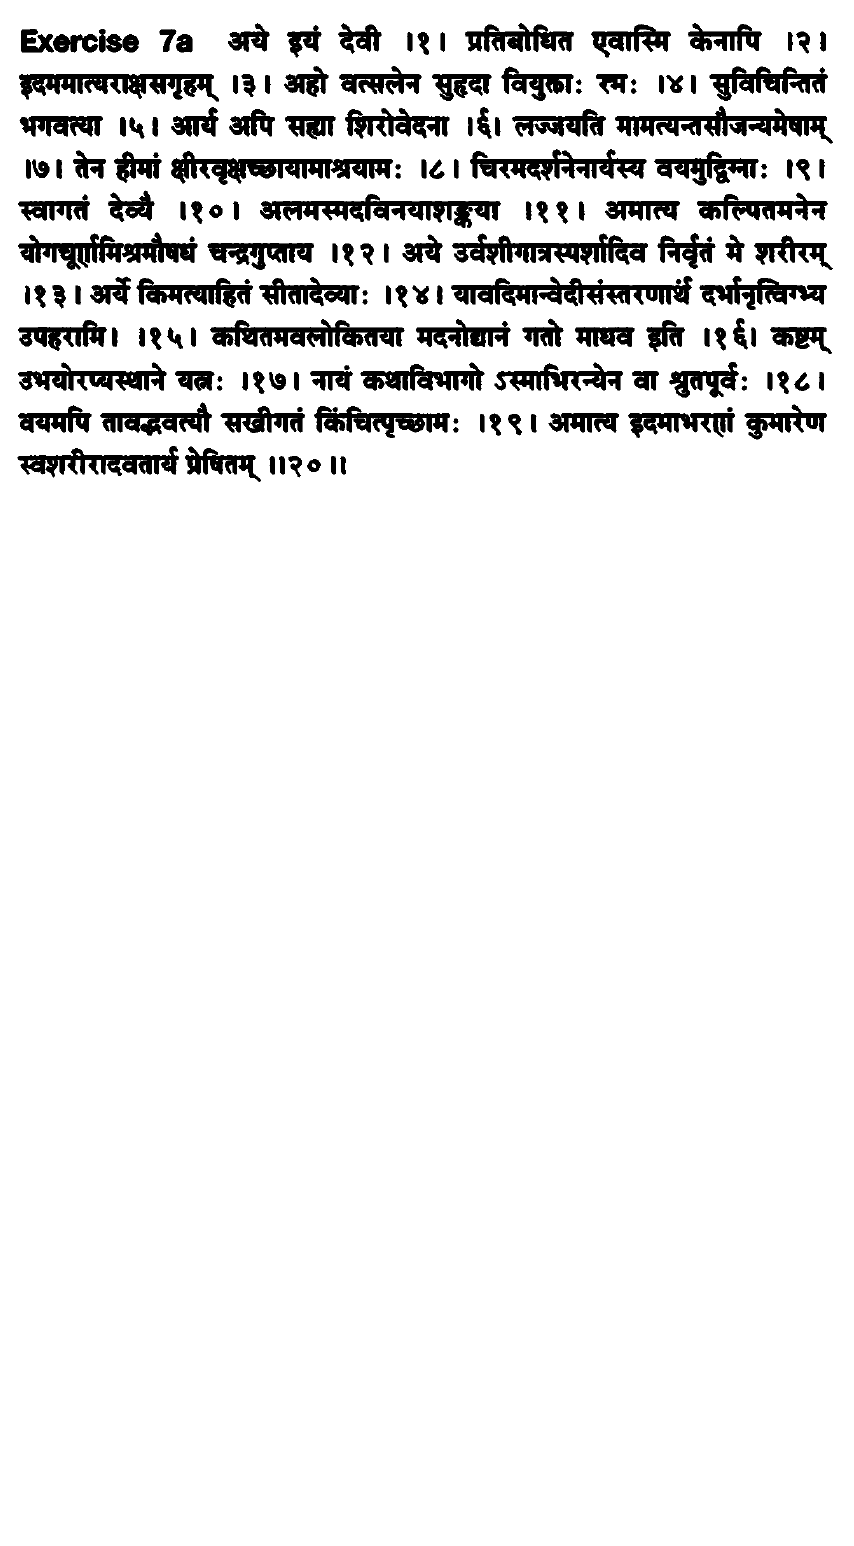 Exercise 7a अये इयं देवी ।१। प्रतिबोधित एवास्मि केनापि ।२।
इदममात्यराक्षसगृहम् ।३। अहो वत्सलेन सुहृदा वियुक्ताः स्मः ।४। सुविचिन्तितं
भगवत्या ।५। आर्य अपि सह्या शिरोवेदना ।६। लज्जयति मामत्यन्तसौजन्यमेषाम्
।७। तेन हीमां क्षीरवृक्षच्छायामाश्रयामः ।८। चिरमदर्शनेनार्यस्य वयमुद्विग्नाः ।९।
स्वागतं देव्यै ।१०। अलमस्मदविनयाशङ्कया ।११। अमात्य कल्पितमनेन
योगचूर्णमिश्रमौषधं चन्द्रगुप्ताय ।१२। अये उर्वशीगात्रस्पर्शादिव निर्वृतं मे शरीरम्
।१३। अर्ये किमत्याहितं सीतादेव्याः ।१४। यावदिमान्वेदीसंस्तरणार्थं दर्भानृत्विग्भ्य
उपहरामि। ।१५। कथितमवलोकितया मदनोद्यानं गतो माधव इति ।१६। कष्टम्
उभयोरप्यस्थाने यत्नः ।१७। नायं कथाविभागो ऽस्माभिरन्येन वा श्रुतपूर्वः ।१८।
वयमपि तावद्भवत्यौ सखीगतं किंचित्पृच्छामः ।१९। अमात्य इदमाभरणं कुमारेण
स्वशरीरादवतार्य प्रेषितम् ॥२०॥